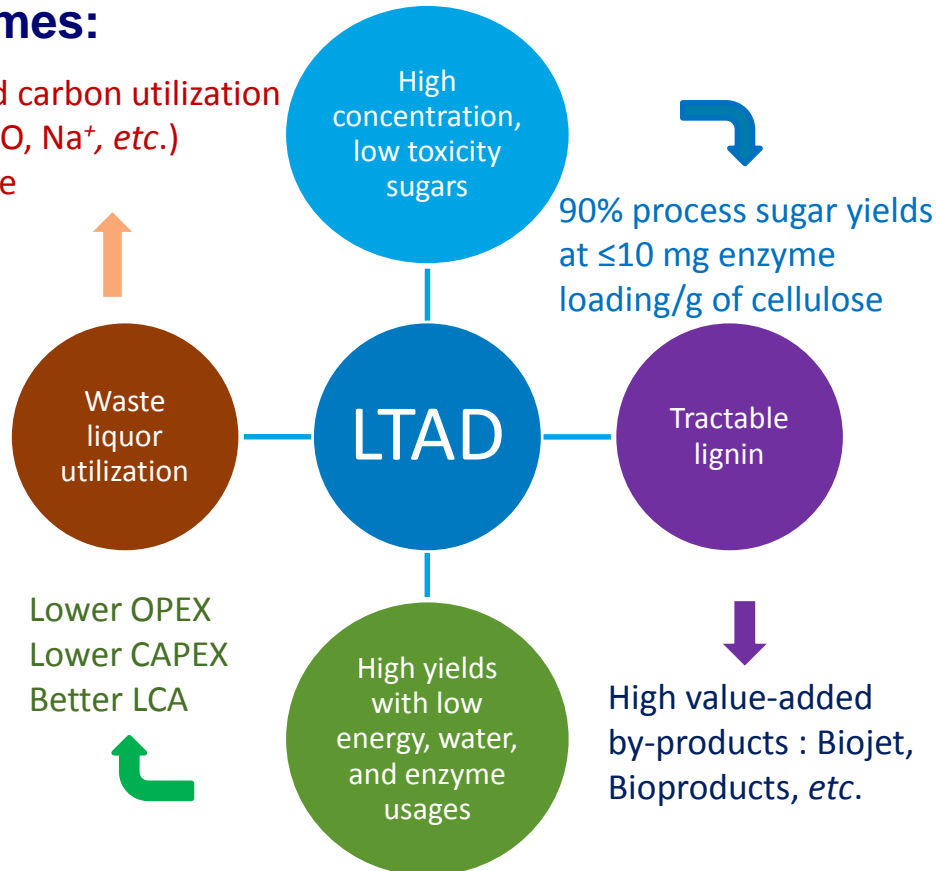 mes:
d carbon utilization
O, Na⁺, etc.)
e
High
concentration,
low toxicity
sugars
90% process sugar yields
at ≤10 mg enzyme
loading/g of cellulose
Waste
liquor
utilization
LTAD
Tractable
lignin
Lower OPEX
Lower CAPEX
Better LCA
High yields
with low
energy, water,
and enzyme
usages
High value-added
by-products : Biojet,
Bioproducts, etc.